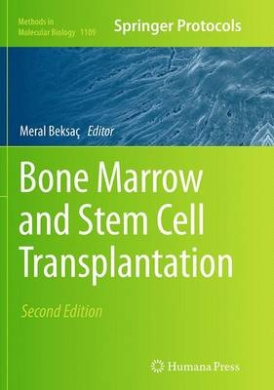 Methods in
Molecular Biology 1109
Springer Protocols
Meral Beksaç Editor
Bone Marrow
and Stem Cell
Transplantation
Second Edition
Humana Press